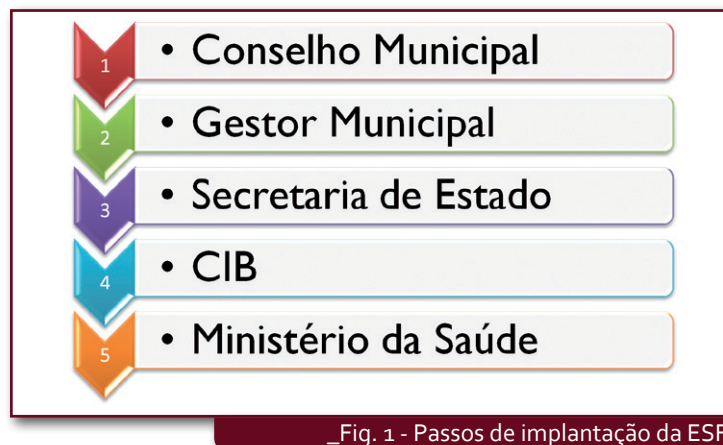 1 • Conselho Municipal
2 • Gestor Municipal
3 • Secretaria de Estado
4 • CIB
5 • Ministério da Saúde
_Fig. 1 - Passos de implantação da ESF